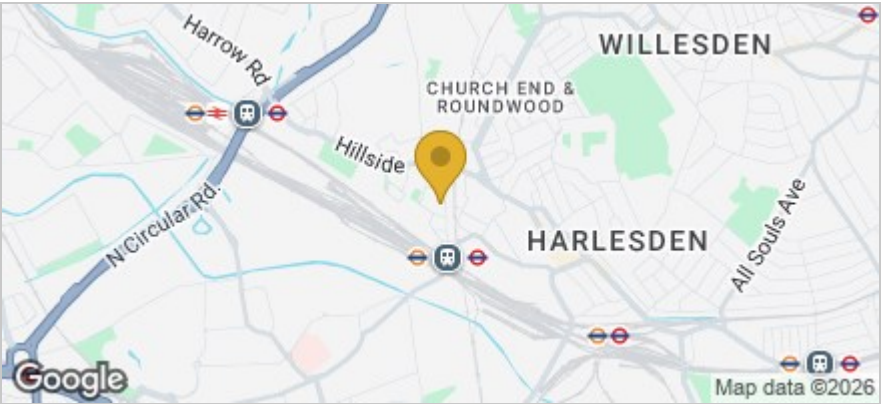 Harrow Rd
WILLESDEN
CHURCH END &
ROUNDWOOD
Hillside
N Circular Rd.
HARLESDEN
All Souls Ave
Google
Map data ©2026